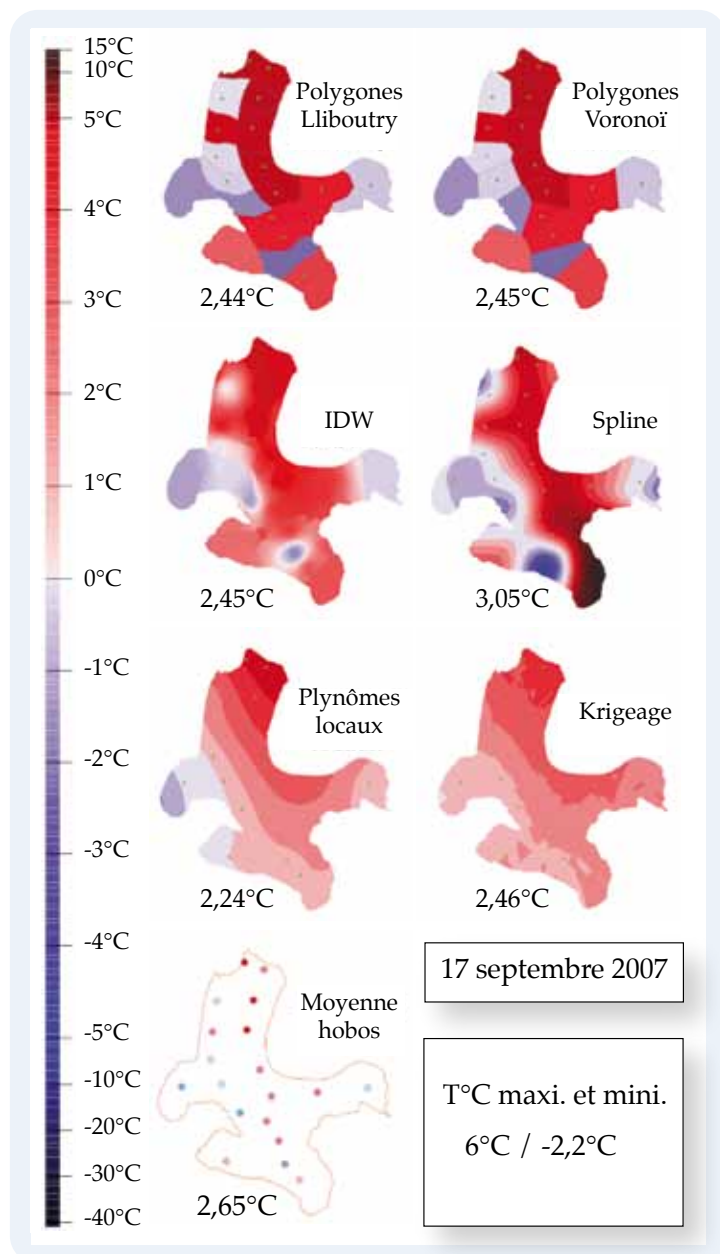 15°C
10°C
5°C
4°C
3°C
2°C
1°C
0°C
-1°C
-2°C
-3°C
-4°C
-5°C
-10°C
-20°C
-30°C
-40°C
Polygones
Lliboutry
2,44°C
Polygones
Voronoï
2,45°C
IDW
2,45°C
Spline
3,05°C
Plynômes
locaux
2,24°C
Krigeage
2,46°C
Moyenne
hobos
2,65°C
17 septembre 2007
T°C maxi. et mini.
6°C / -2,2°C